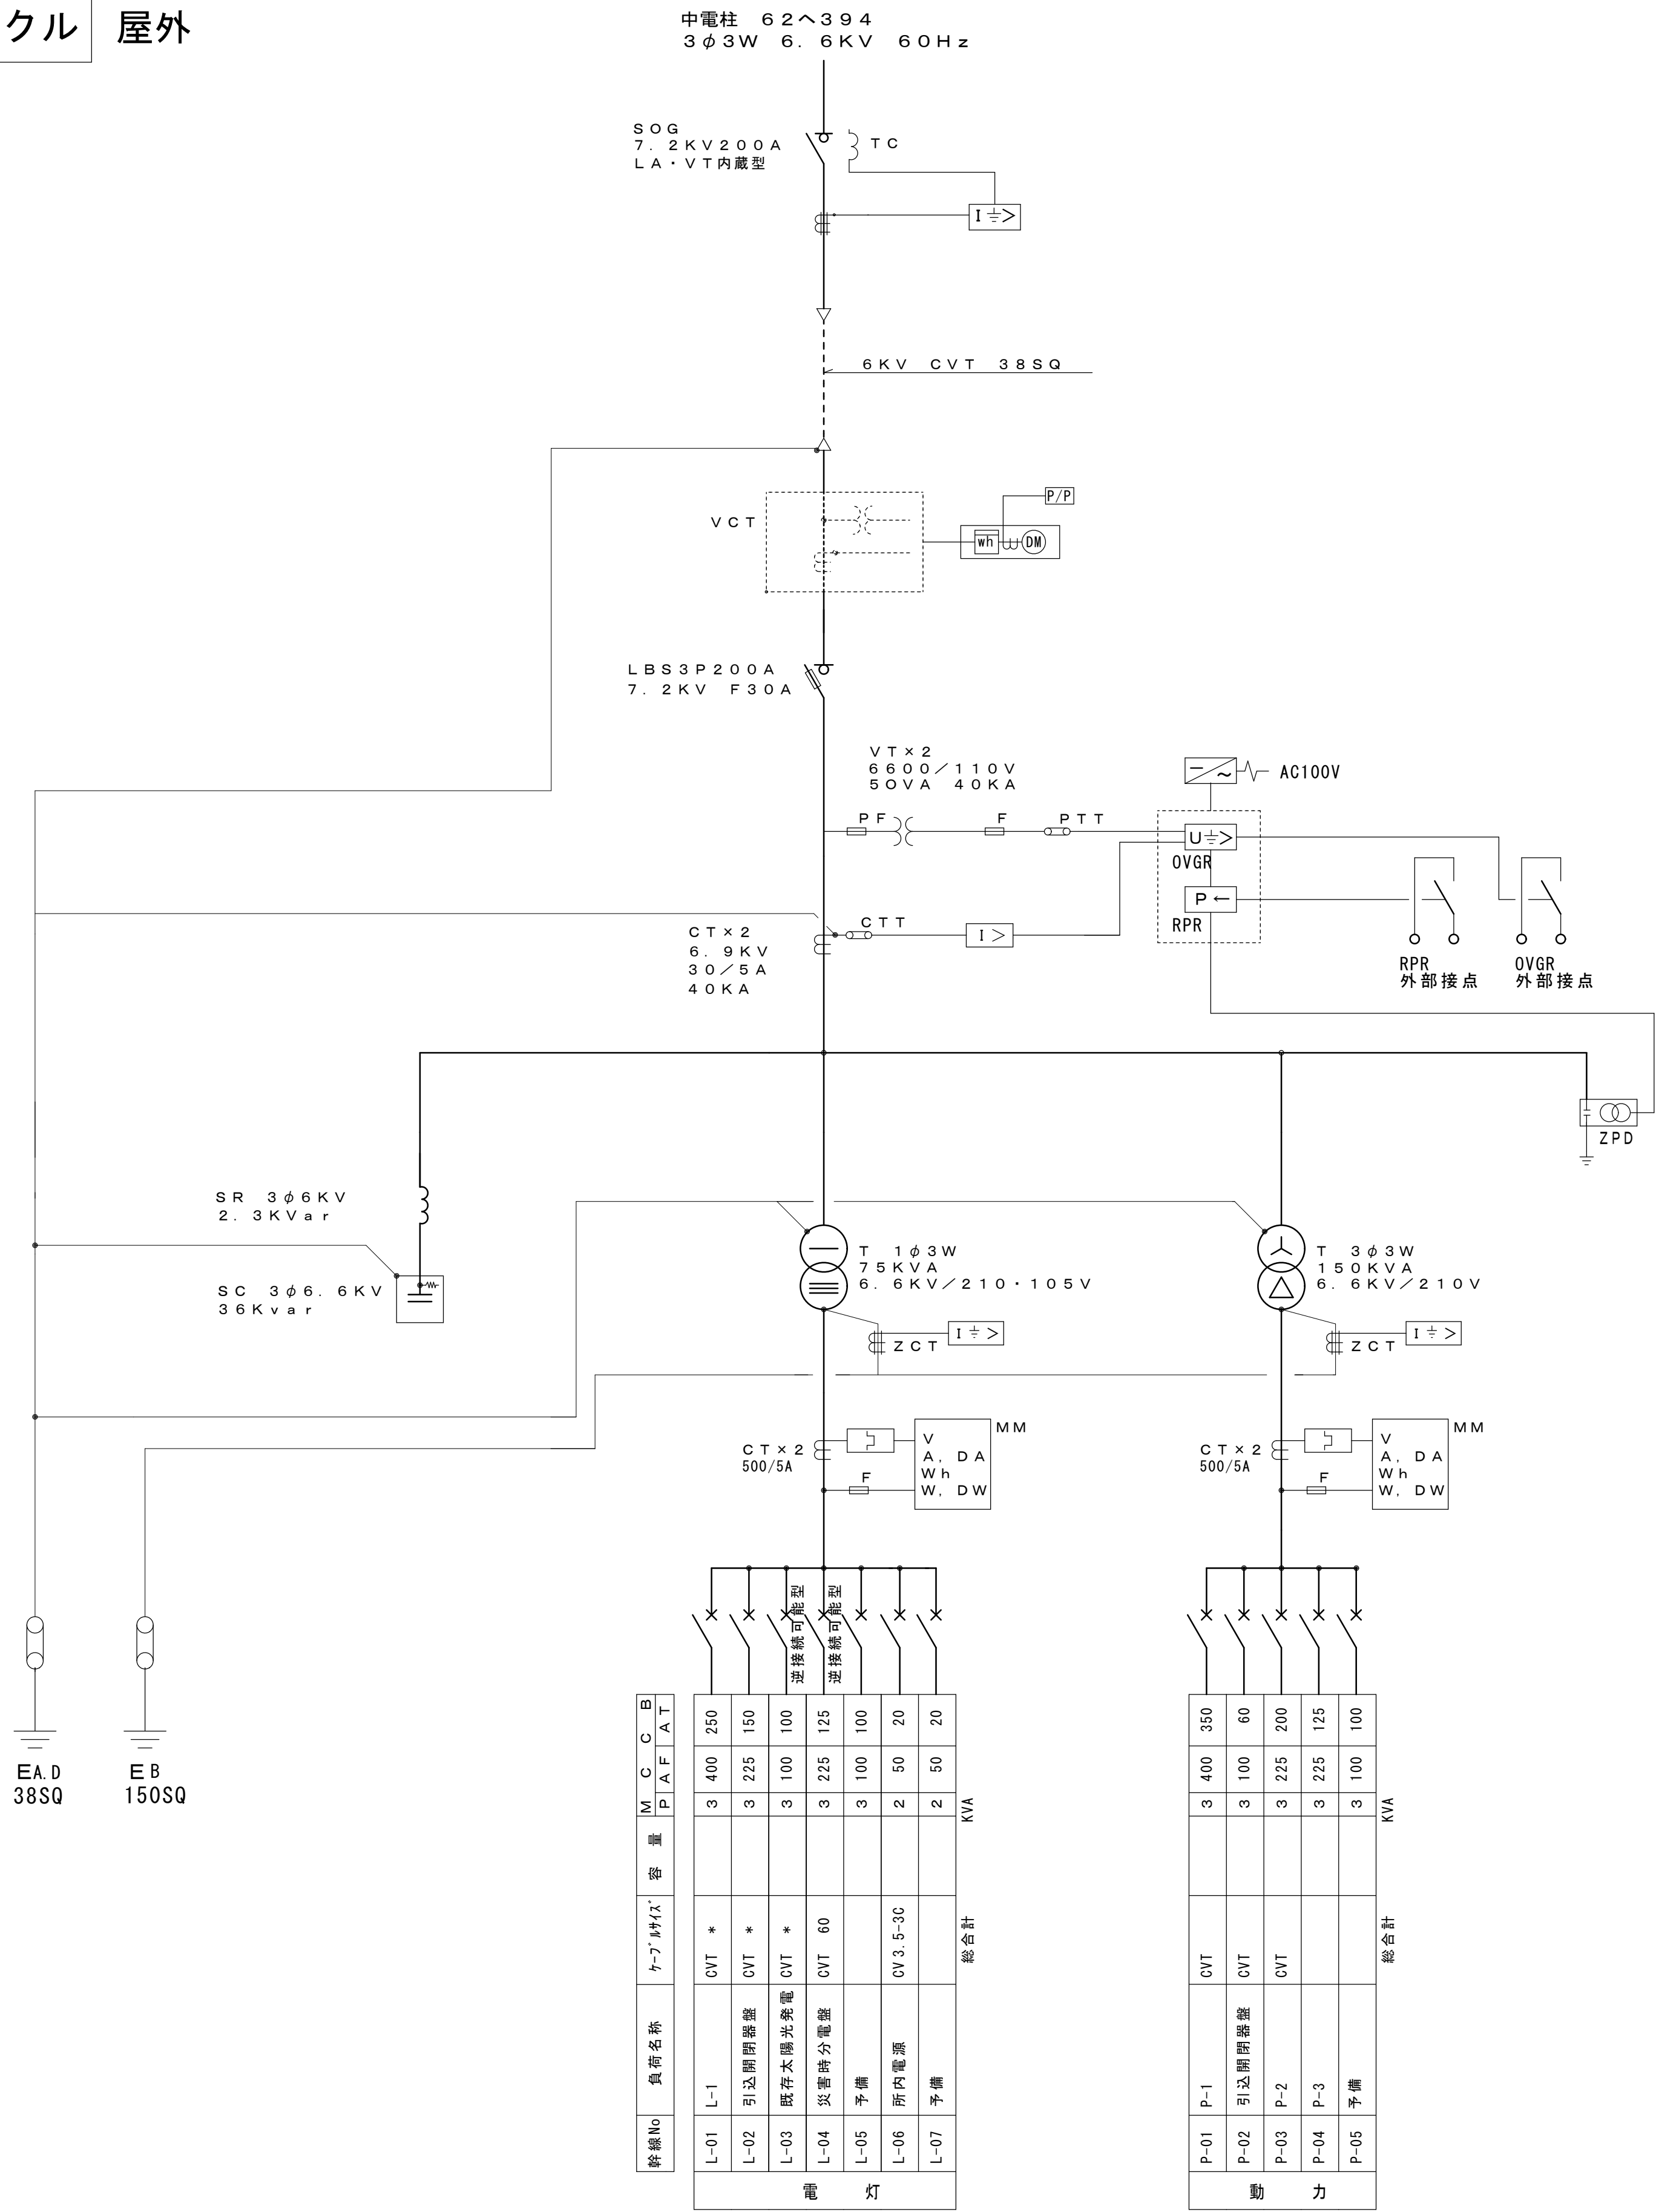 クル 屋外
中電柱 62へ394
3φ3W 6.6KV 60Hz
SOG
7.2KV200A
LA・VT内蔵型
TC
I >
6KV CVT 38SQ
P/P
VCT
wh DM
LBS3P200A
7.2KV F30A
VT×2
6600/110V
50VA 40KA
PF
F
PTT
AC100V
U >
OVGR
P ←
RPR
CT×2
6.9KV
30/5A
40KA
CTT
I >
RPR
外部接点
OVGR
外部接点
ZPD
SR 3φ6KV
2.3KVar
SC 3φ6.6KV
36Kvar
T 1φ3W
75KVA
6.6KV/210・105V
T 3φ3W
150KVA
6.6KV/210V
ZCT
I >
ZCT
I >
CT×2
500/5A
F
V
A, DA
Wh
W, DW
MM
CT×2
500/5A
F
V
A, DA
Wh
W, DW
MM
逆接続可能型
逆接続可能型
EA.D
38SQ
EB
150SQ
幹線No 負荷名称 ケーブルサイズ 容量 MCCB P AF AT
L-01 L-1 CVT * 3 400 250
L-02 引込開閉器盤 CVT * 3 225 150
L-03 既存太陽光発電 CVT * 3 100 100
L-04 災害時分電盤 CVT 60 3 225 125
L-05 予備 3 100 100
L-06 所内電源 CV3.5-3C 2 50 20
L-07 予備 2 50 20
総合計 KVA
電灯
P-01 P-1 CVT 3 400 350
P-02 引込開閉器盤 CVT 3 100 60
P-03 P-2 CVT 3 225 200
P-04 P-3 3 225 125
P-05 予備 3 100 100
総合計 KVA
動力